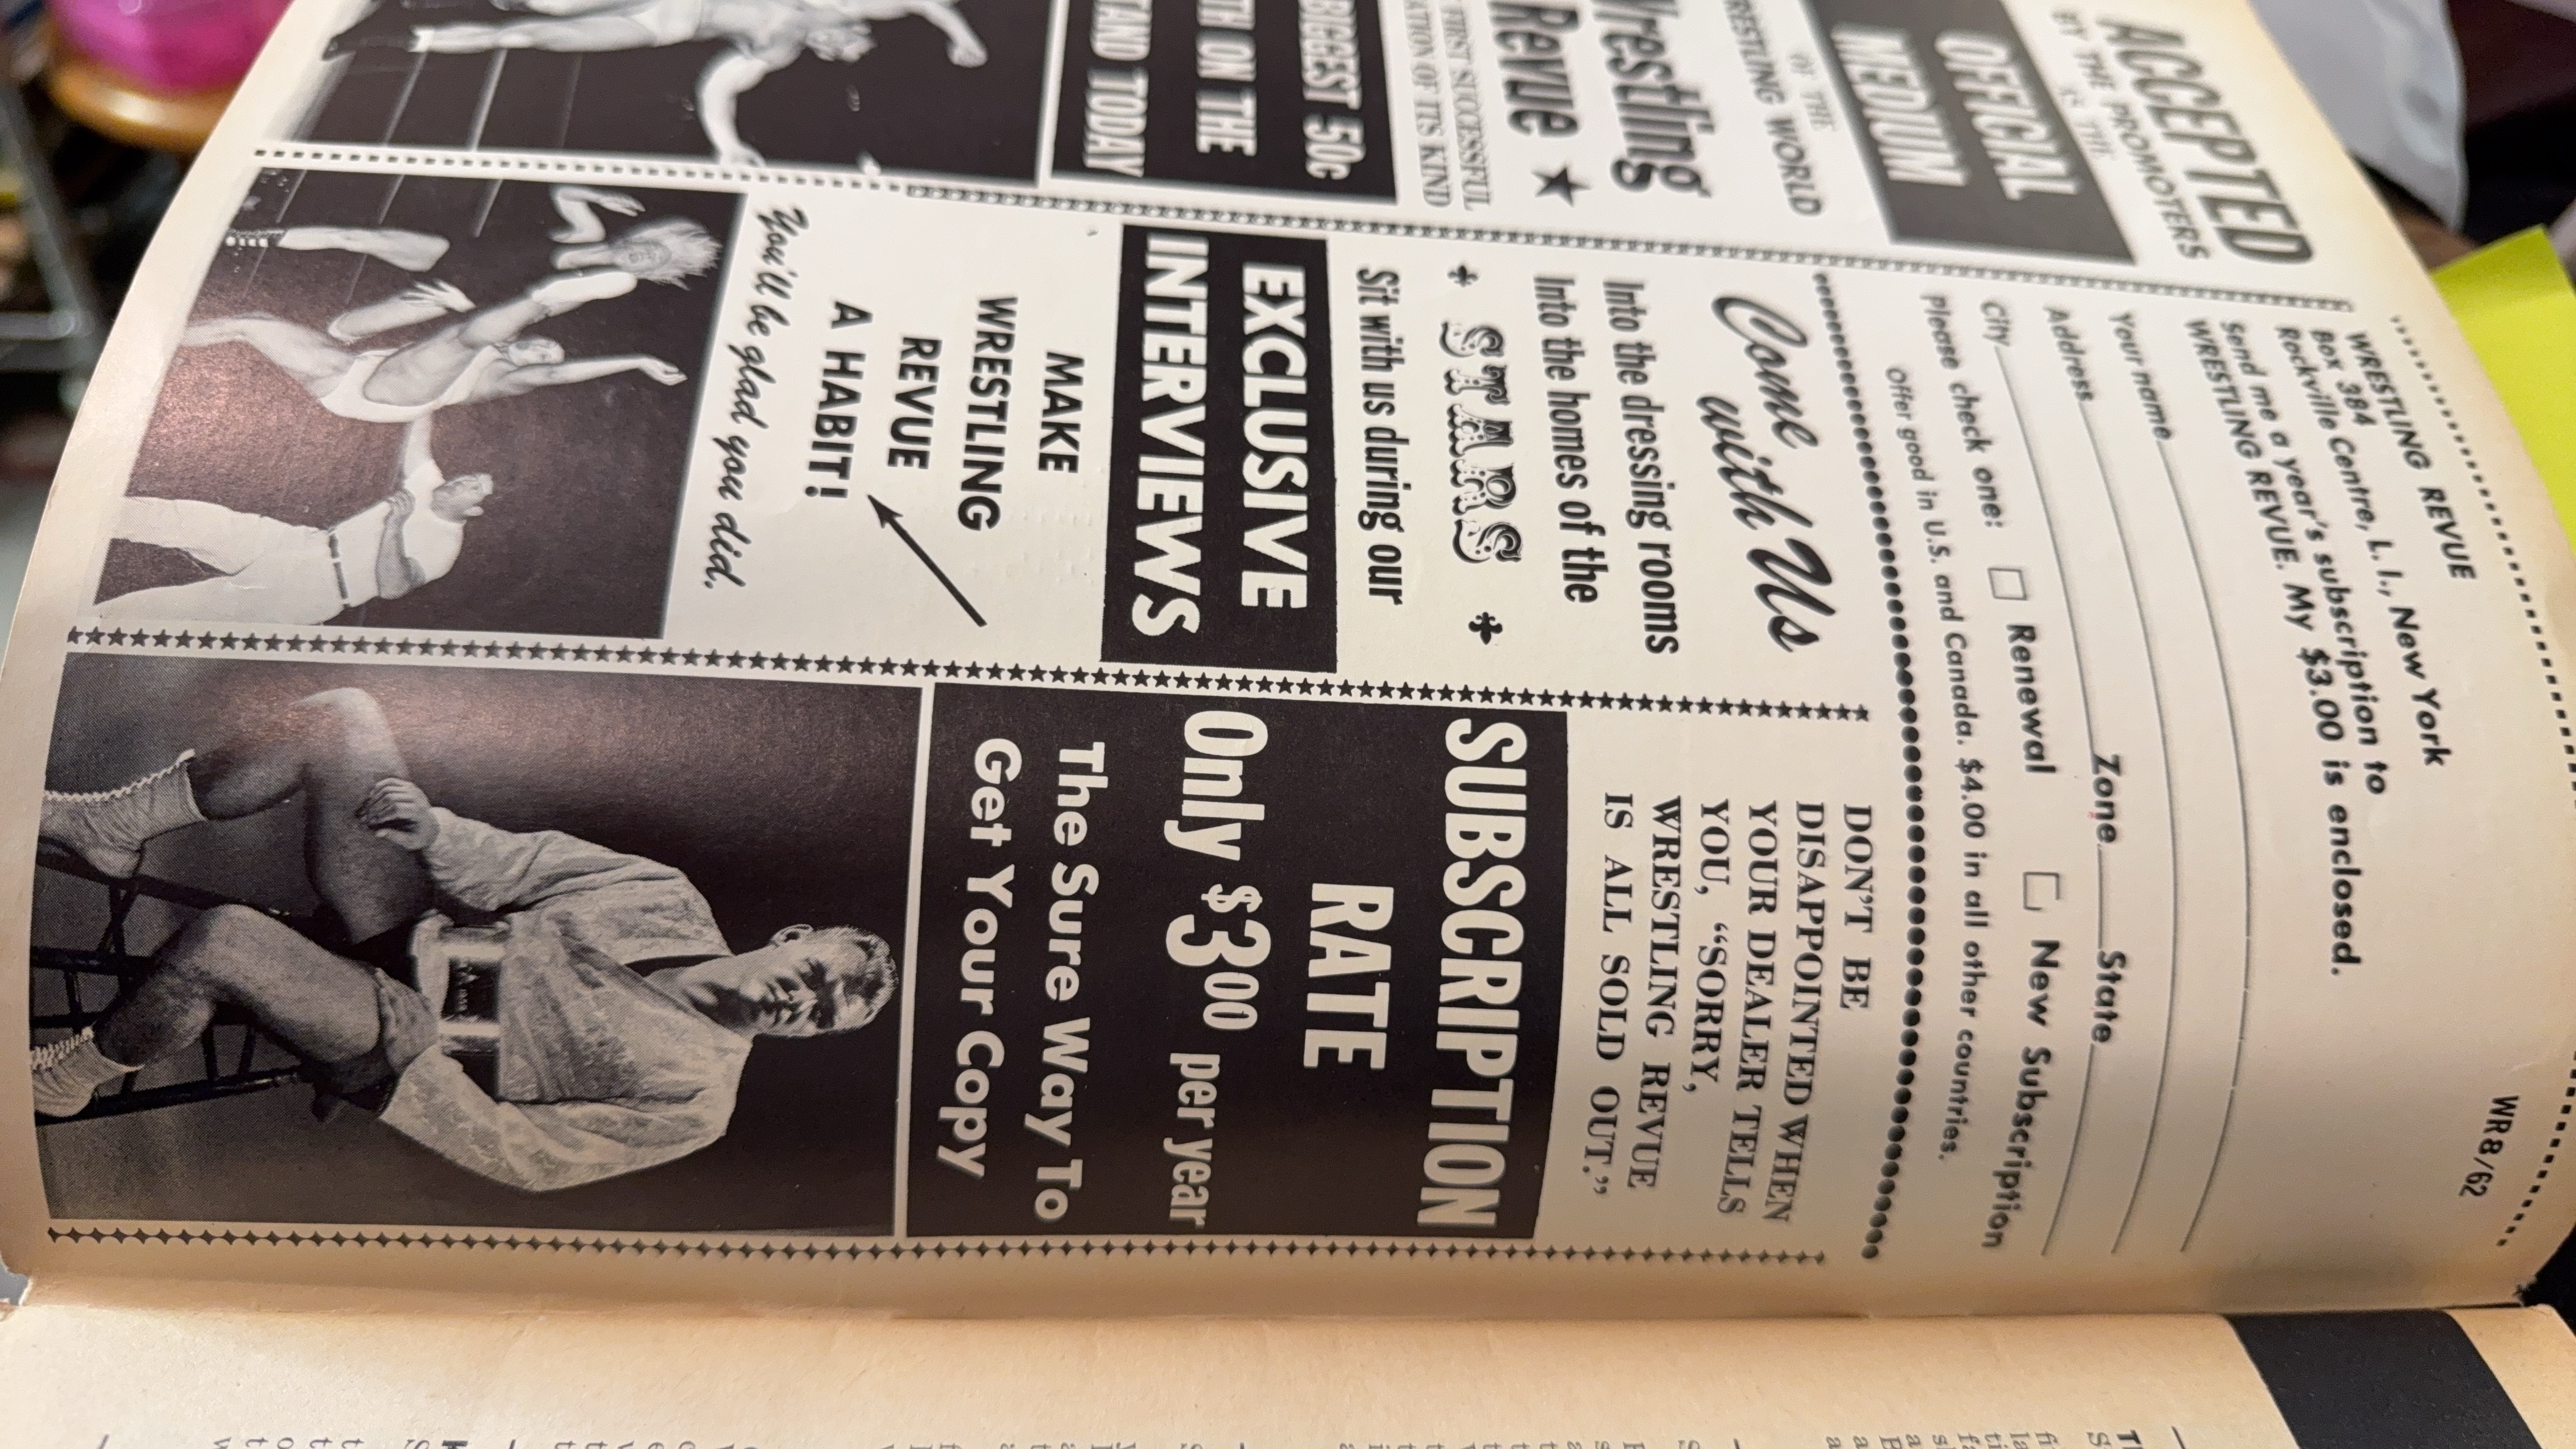 ACCEPTED
BY THE PROMOTERS
AS THE
OFFICIAL
MEDIUM
OF THE
WRESTLING WORLD
Wrestling
Revue ★
FIRST SUCCESSFUL
OF ITS KIND
BIGGEST 50c
ON THE
TODAY
WRESTLING REVUE
Box 384
Rockville Centre, L. I., New York
WR8/62
Send me a year's subscription to
WRESTLING REVUE. My $3.00 is enclosed.
Your name
Address
City Zone State
Please check one: Renewal New Subscription
Offer good in U.S. and Canada. $4.00 in all other countries.
Come
with Us
Into the dressing rooms
Into the homes of the
STARS
Sit with us during our
EXCLUSIVE
INTERVIEWS
MAKE
WRESTLING
REVUE
A HABIT!
You'll be glad you did.
DON'T BE
DISAPPOINTED WHEN
YOUR DEALER TELLS
YOU, “SORRY,
WRESTLING REVUE
IS ALL SOLD OUT.”
SUBSCRIPTION
RATE
Only $3.00 per year
The Sure Way To
Get Your Copy